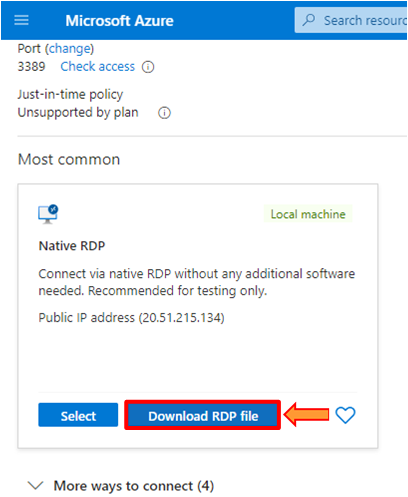 Microsoft Azure
Search resourc
Port (change)
3389 Check access
Just-in-time policy
Unsupported by plan
Most common
Local machine
Native RDP
Connect via native RDP without any additional software
needed. Recommended for testing only.
Public IP address (20.51.215.134)
Select
Download RDP file
More ways to connect (4)